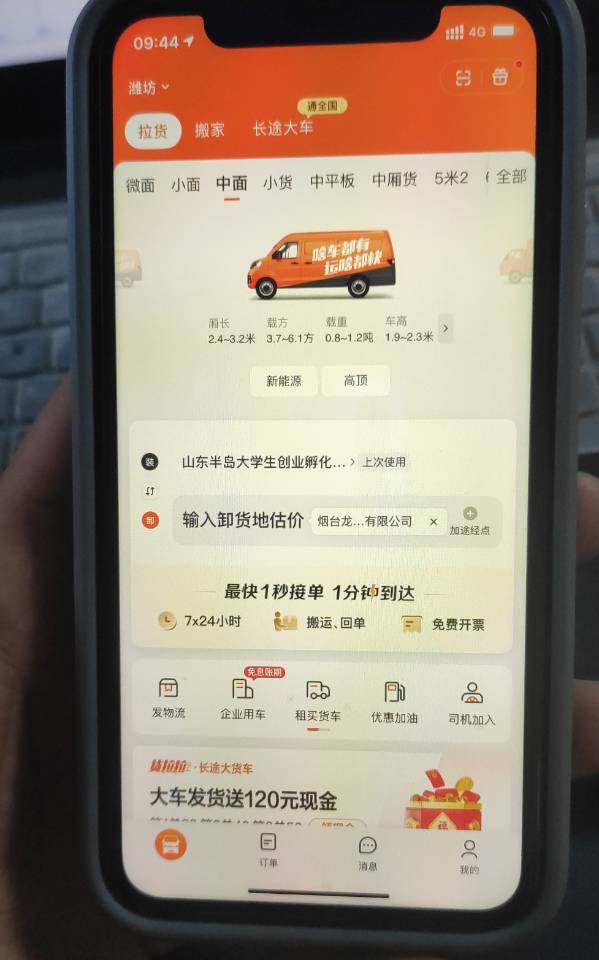 09:44
4G
潍坊
通全国
拉货 搬家 长途大车
微面 小面 中面 小货 中平板 中厢货 5米2 全部
啥车都有
运啥都快
厢长 载方 载重 车高
2.4~3.2米 3.7~6.1方 0.8~1.2吨 1.9~2.3米
新能源 高顶
装 山东半岛大学生创业孵化... 上次使用
卸 输入卸货地估价 烟台龙...有限公司 × 加途经点
最快1秒接单 1分钟到达
7x24小时 搬运、回单 免费开票
免息账期
发物流 企业用车 租买货车 优惠加油 司机加入
货拉拉·长途大货车
大车发货送120元现金
福
订单 消息 我的